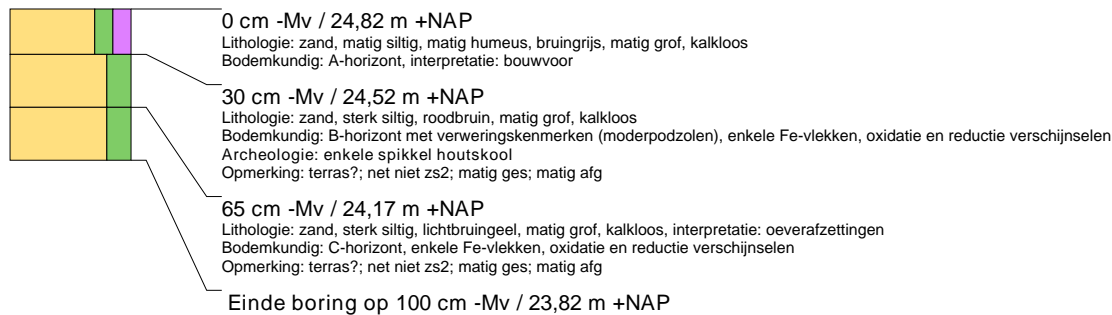 0 cm -Mv / 24,82 m +NAP
Lithologie: zand, matig siltig, matig humeus, bruingrijs, matig grof, kalkloos
Bodemkundig: A-horizont, interpretatie: bouwvoor
30 cm -Mv / 24,52 m +NAP
Lithologie: zand, sterk siltig, roodbruin, matig grof, kalkloos
Bodemkundig: B-horizont met verweringskenmerken (moderpodzolen), enkele Fe-vlekken, oxidatie en reductie verschijnselen
Archeologie: enkele spikkel houtskool
Opmerking: terras?; net niet zs2; matig ges; matig afg
65 cm -Mv / 24,17 m +NAP
Lithologie: zand, sterk siltig, lichtbruingeel, matig grof, kalkloos, interpretatie: oeverafzettingen
Bodemkundig: C-horizont, enkele Fe-vlekken, oxidatie en reductie verschijnselen
Opmerking: terras?; net niet zs2; matig ges; matig afg
Einde boring op 100 cm -Mv / 23,82 m +NAP